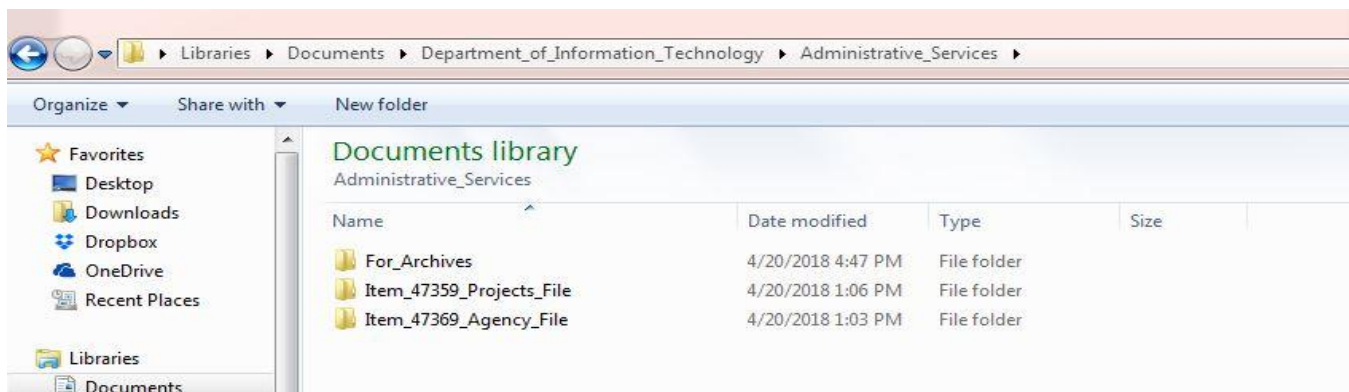 Libraries Documents Department_of_Information_Technology Administrative_Services
Organize Share with New folder
Favorites
Desktop
Downloads
Dropbox
OneDrive
Recent Places
Libraries
Documents
Documents library
Administrative_Services
Name Date modified Type Size
For_Archives 4/20/2018 4:47 PM File folder
Item_47359_Projects_File 4/20/2018 1:06 PM File folder
Item_47369_Agency_File 4/20/2018 1:03 PM File folder